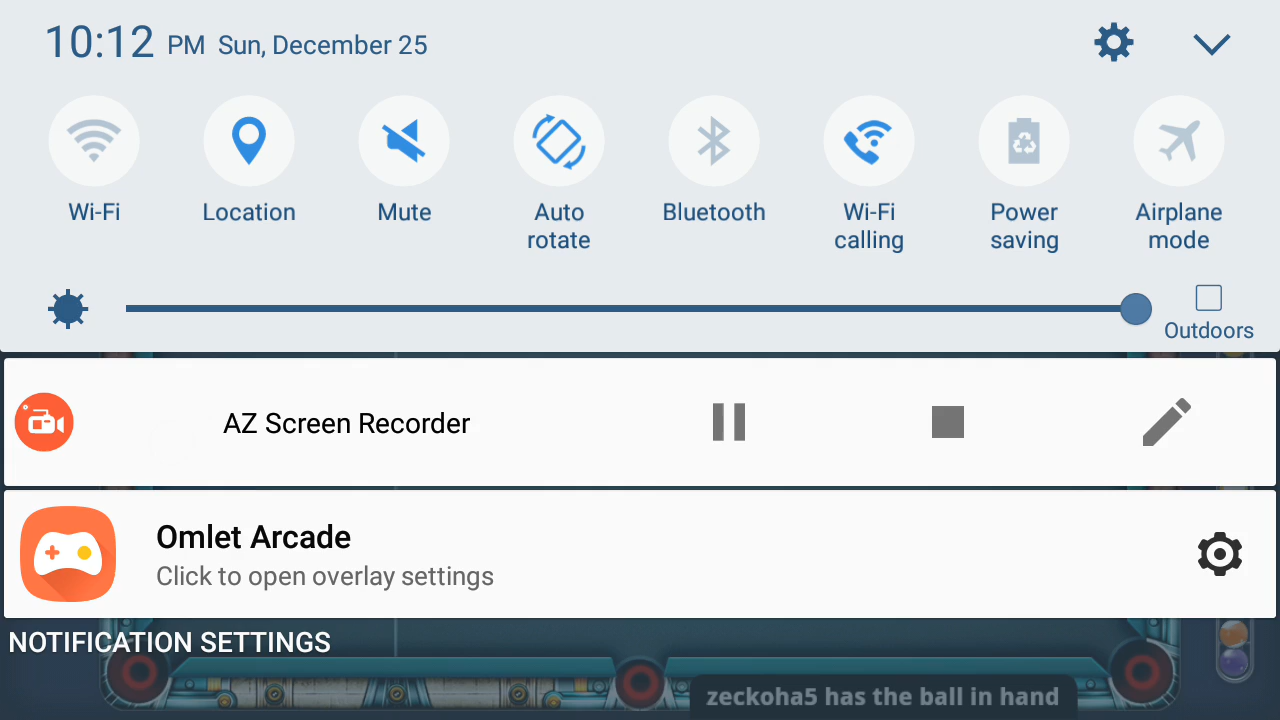 10:12 PM Sun, December 25
Wi-Fi
Location
Mute
Auto
rotate
Bluetooth
Wi-Fi
calling
Power
saving
Airplane
mode
Outdoors
AZ Screen Recorder
Omlet Arcade
Click to open overlay settings
NOTIFICATION SETTINGS
zeckoha5 has the ball in hand